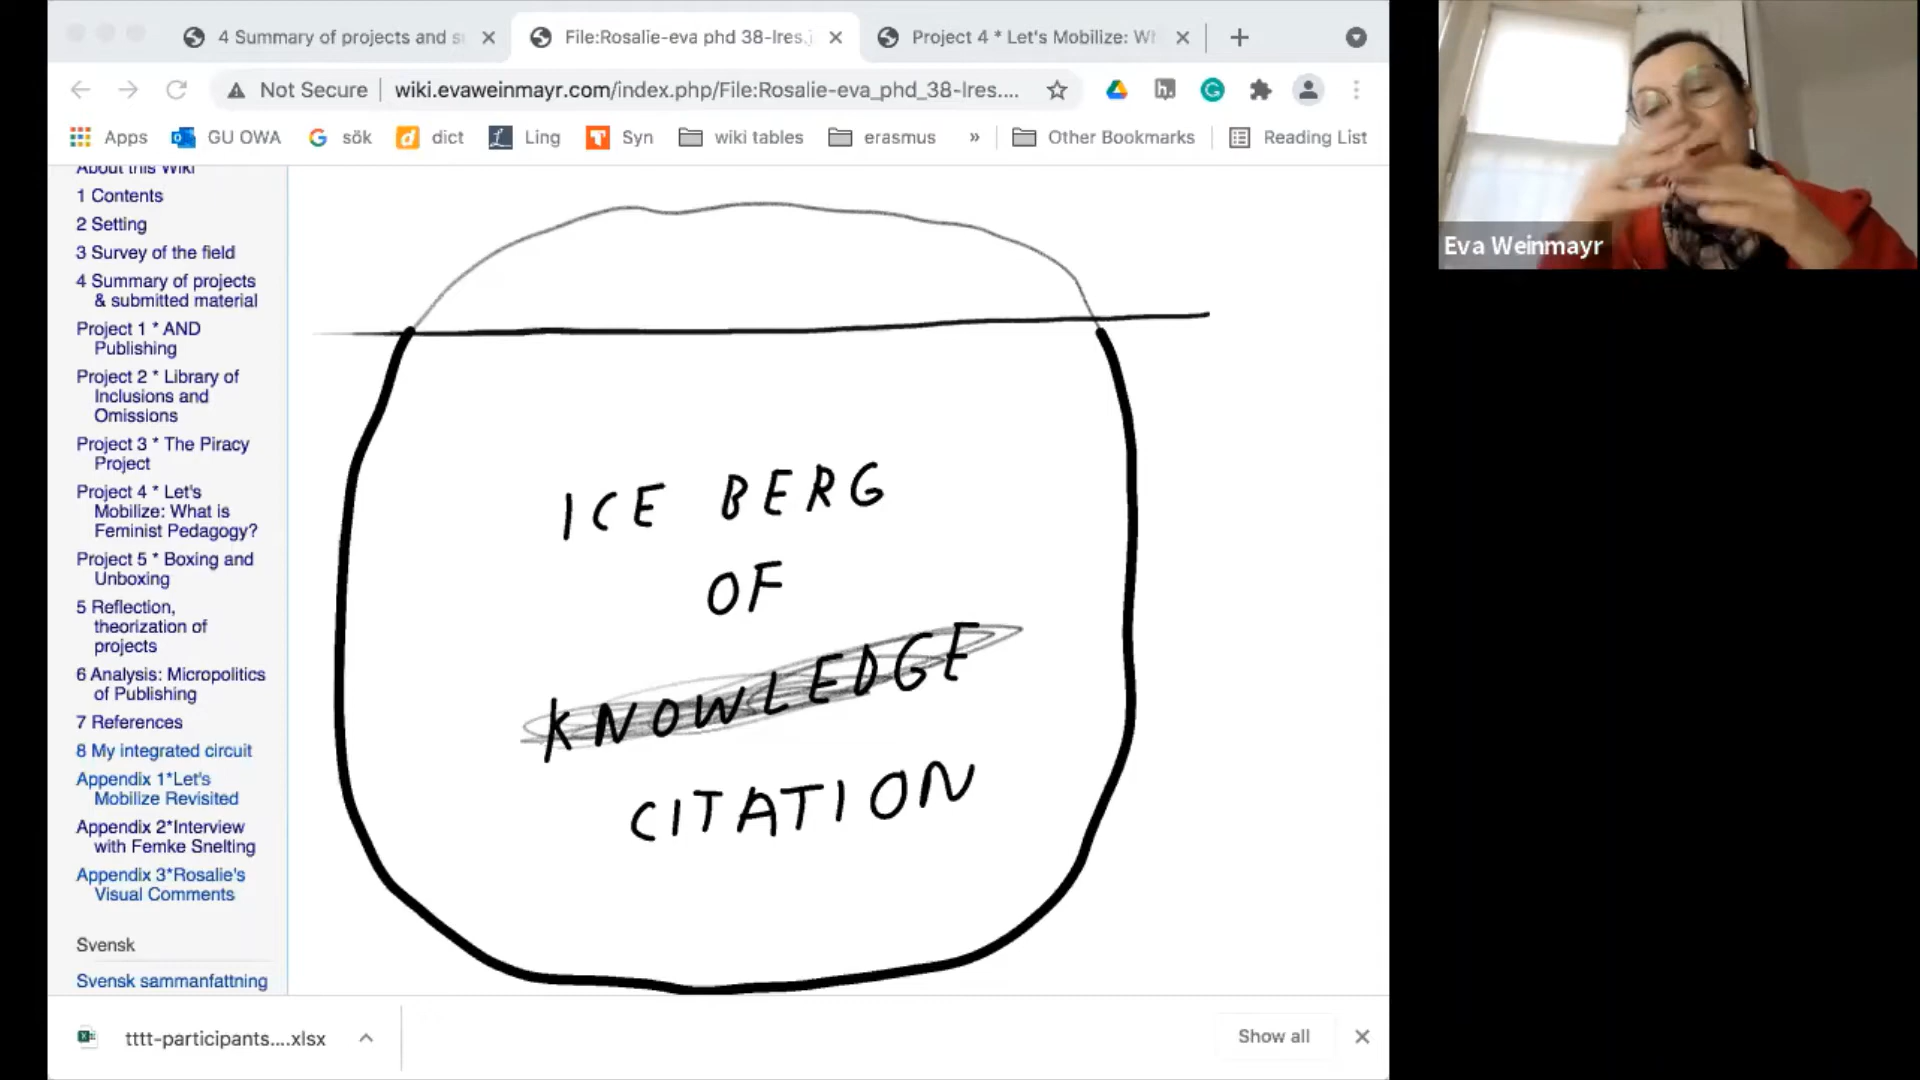 4 Summary of projects and s
File:Rosalie-eva phd 38-lres.j
Project 4 * Let's Mobilize: Wh
Not Secure
wiki.evaweinmayr.com/index.php/File:Rosalie-eva_phd_38-lres....
Apps
GU OWA
sök
dict
Ling
Syn
wiki tables
erasmus
»
Other Bookmarks
Reading List
About this Wiki
1 Contents
2 Setting
3 Survey of the field
4 Summary of projects
& submitted material
Project 1 * AND
Publishing
Project 2 * Library of
Inclusions and
Omissions
Project 3 * The Piracy
Project
Project 4 * Let's
Mobilize: What is
Feminist Pedagogy?
Project 5 * Boxing and
Unboxing
5 Reflection,
theorization of
projects
6 Analysis: Micropolitics
of Publishing
7 References
8 My integrated circuit
Appendix 1*Let's
Mobilize Revisited
Appendix 2*Interview
with Femke Snelting
Appendix 3*Rosalie's
Visual Comments
Svensk
Svensk sammanfattning
ICE BERG
OF
KNOWLEDGE
CITATION
tttt-participants....xlsx
Show all
Eva Weinmayr